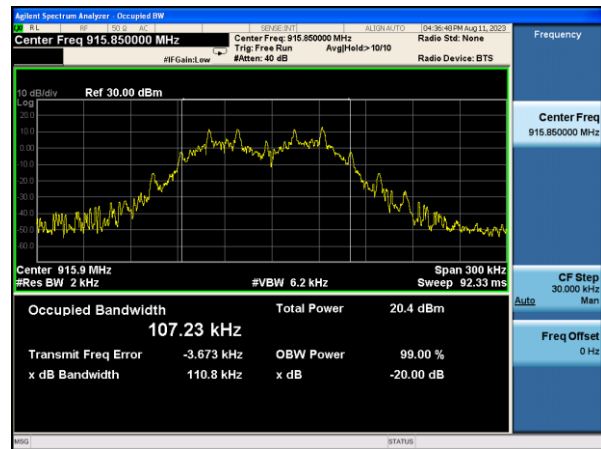 Agilent Spectrum Analyzer - Occupied BW
RL RF 50 Ω AC SENSE:INT ALIGN AUTO 04:36:48 PM Aug 11, 2023
Center Freq 915.850000 MHz
Center Freq: 915.850000 MHz Radio Std: None
Trig: Free Run Avg|Hold:>10/10
#IFGain:Low #Atten: 40 dB Radio Device: BTS
10 dB/div Ref 30.00 dBm
Log
20.0
10.0
0.00
-10.0
-20.0
-30.0
-40.0
-50.0
-60.0
Center 915.9 MHz Span 300 kHz
#Res BW 2 kHz #VBW 6.2 kHz Sweep 92.33 ms
Occupied Bandwidth Total Power 20.4 dBm
107.23 kHz
Transmit Freq Error -3.673 kHz OBW Power 99.00 %
x dB Bandwidth 110.8 kHz x dB -20.00 dB
MSG STATUS
Frequency
Center Freq
915.850000 MHz
CF Step
30.000 kHz
Auto Man
Freq Offset
0 Hz